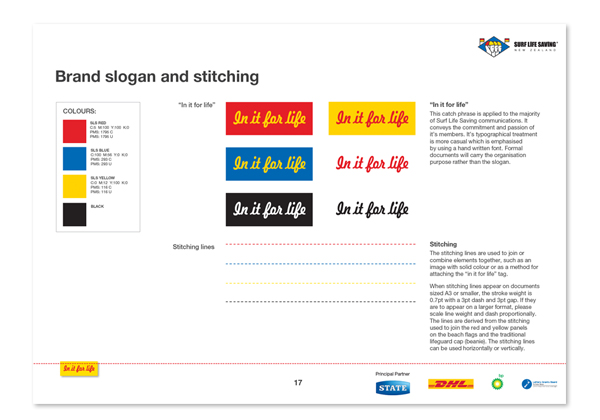 SURF LIFE SAVING
NEW ZEALAND
Brand slogan and stitching
COLOURS:
SLS RED
C:0 M:100 Y:100 K:0
PMS: 1795 C
PMS: 1795 U
SLS BLUE
PMS: 293 C
PMS: 293 U
SLS YELLOW
PMS: 116 C
PMS: 116 U
BLACK
"In it for life"
In it for life
In it for life
In it for life
In it for life
In it for life
In it for life
"In it for life"
This catch phrase is applied to the majority
of Surf Life Saving communications. It
conveys the commitment and passion of
it's members. It's typographical treatment
is more casual which is emphasised
by using a hand written font. Formal
documents will carry the organisation
purpose rather than the slogan.
Stitching lines
Stitching
The stitching lines are used to join or
combine elements together, such as an
image with solid colour or as a method for
attaching the "in it for life" tag.
When stitching lines appear on documents
sized A3 or smaller, the stroke weight is
0.7pt with a 3pt dash and 3pt gap. If they
are to appear on a larger format, please
scale line weight and dash proportionally.
The lines are derived from the stitching
used to join the red and yellow panels
on the beach flags and the traditional
lifeguard cap (beanie). The stitching lines
can be used horizontally or vertically.
In it for life
17
Principal Partner
STATE
DHL
bp